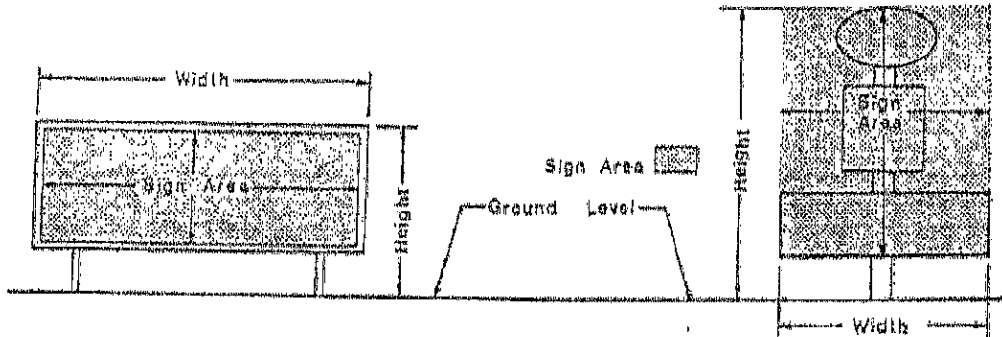 Width
Sign Area
Height
Ground Level
Sign Area
Height
Sign
Area
Width